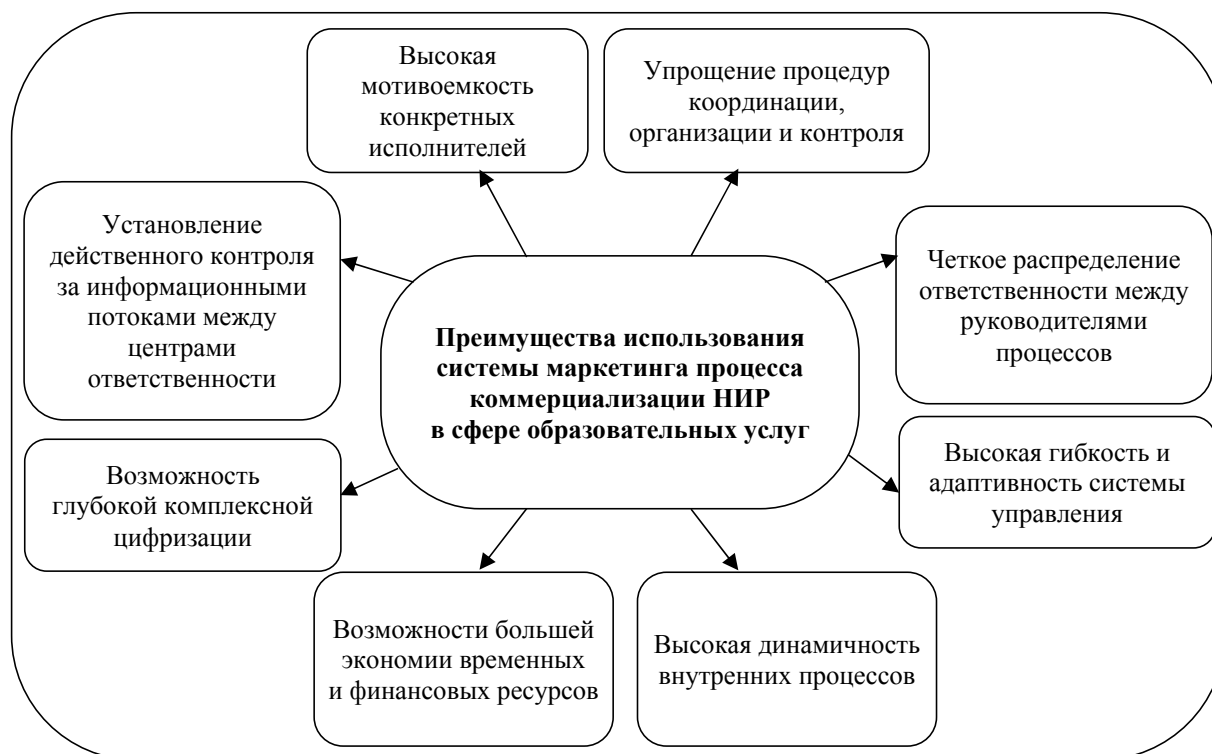 Высокая
мотивоемкость
конкретных
исполнителей
Упрощение процедур
координации,
организации и контроля
Установление
действенного контроля
за информационными
потоками между
центрами
ответственности
Четкое распределение
ответственности между
руководителями
процессов
Преимущества использования
системы маркетинга процесса
коммерциализации НИР
в сфере образовательных услуг
Возможность
глубокой комплексной
цифризации
Высокая гибкость и
адаптивность системы
управления
Возможности большей
экономии временных
и финансовых ресурсов
Высокая динамичность
внутренних процессов